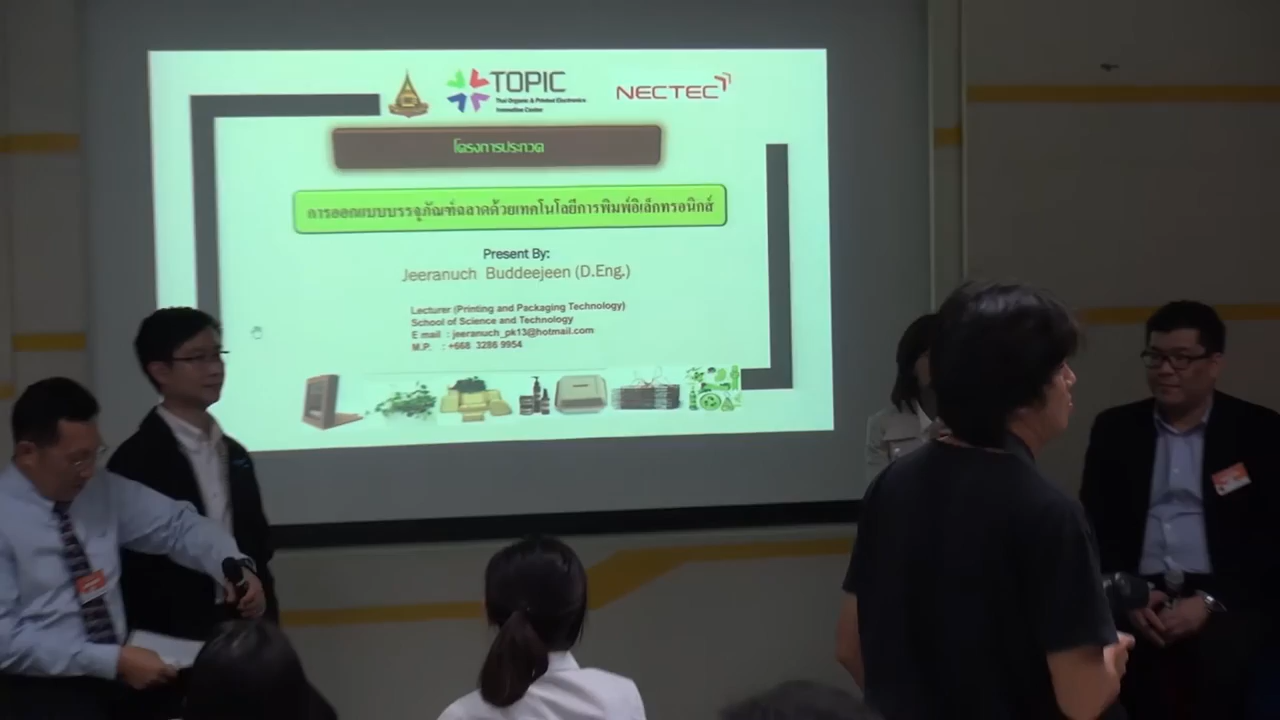 TOPIC
Thai Organic & Printed Electronics
Innovative Center
NECTEC
โครงการประกวด
การออกแบบบรรจุภัณฑ์ฉลาดด้วยเทคโนโลยีการพิมพ์อิเล็กทรอนิกส์
Present By:
Jeeranuch Buddeejeen (D.Eng.)
Lecturer (Printing and Packaging Technology)
School of Science and Technology
E mail : jeeranuch_pk13@hotmail.com
M.P. : +668 3286 9954